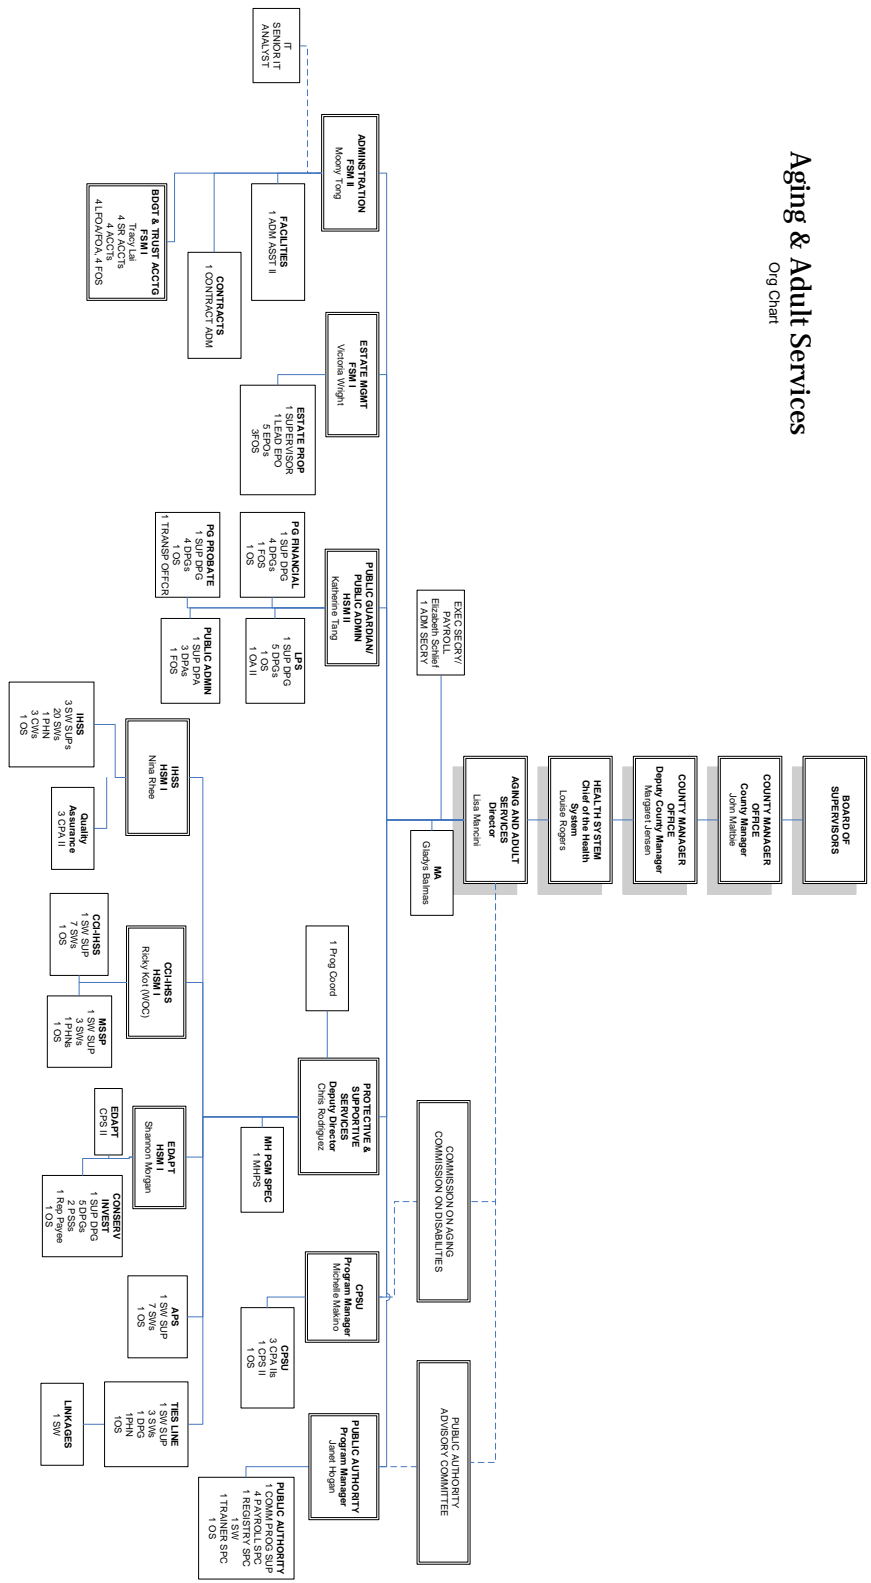 Aging & Adult Services
Org Chart
BOARD OF
SUPERVISORS
COUNTY MANAGER
OFFICE
County Manager
John Maltbie
COUNTY MANAGER
OFFICE
Deputy County Manager
Margaret Jensen
HEALTH SYSTEM
Chief of the Health
System
Louise Rogers
AGING AND ADULT
SERVICES
Director
Lisa Mancini
EXEC SECRY/
PAYROLL
Elizabeth Schlief
1 ADM SECRY
MA
Gladys Balmas
COMMISSION ON AGING
COMMISSION ON DISABILITIES
PUBLIC AUTHORITY
ADVISORY COMMITTEE
IT
SENIOR IT
ANALYST
ADMINSTRATION
FSM II
Moony Tong
FACILITIES
1 ADM ASST II
CONTRACTS
1 CONTRACT ADM
BDGT & TRUST ACCTG
FSM I
Tracy Lai
4 SR ACCTs
4 ACCTs
4 LFOA/FOA, 4 FOS
ESTATE MGMT
FSM I
Victoria Wright
ESTATE PROP
1 SUPERVISOR
1 LEAD EPO
5 EPOs
3FOS
PUBLIC GUARDIAN/
PUBLIC ADMIN
HSM II
Katherine Tang
PG FINANCIAL
1 SUP DPG
4 DPGs
1 FOS
1 OS
LPS
1 SUP DPG
5 DPGs
1 OS
1 OA II
PG PROBATE
1 SUP DPG
4 DPGs
1 OS
1 TRANSP OFFCR
PUBLIC ADMIN
1 SUP DPA
3 DPAs
1 FOS
1 Prog Coord
PROTECTIVE &
SUPPORTIVE
SERVICES
Deputy Director
Chris Rodriguez
MH PGM SPEC
1 MHPS
CPSU
Program Manager
Michelle Makino
CPSU
3 CPA IIs
1 CPS II
1 OS
PUBLIC AUTHORITY
Program Manager
Janet Hogan
PUBLIC AUTHORITY
1 COMM PROG SUP
4 PAYROLL SPC
1 REGISTRY SPC
1 SW
1 TRAINER SPC
1 OS
IHSS
HSM I
Nina Rhee
IHSS
3 SW SUPs
20 SWs
1 PHN
3 CWs
1 OS
Quality
Assurance
3 CPA II
CCI-IHSS
HSM I
Ricky Kot (WOC)
CCI-IHSS
1 SW SUP
7 SWs
1 OS
MSSP
1 SW SUP
3 SWs
1 PHNs
1 OS
EDAPT
HSM I
Shannon Morgan
EDAPT
CPS II
CONSERV
INVEST
1 SUP DPG
5 DPGs
2 PSSs
1 Rep Payee
1 OS
APS
1 SW SUP
7 SWs
1 OS
TIES LINE
1 SW SUP
3 SWs
1 DPG
1PHN
1OS
LINKAGES
1 SW